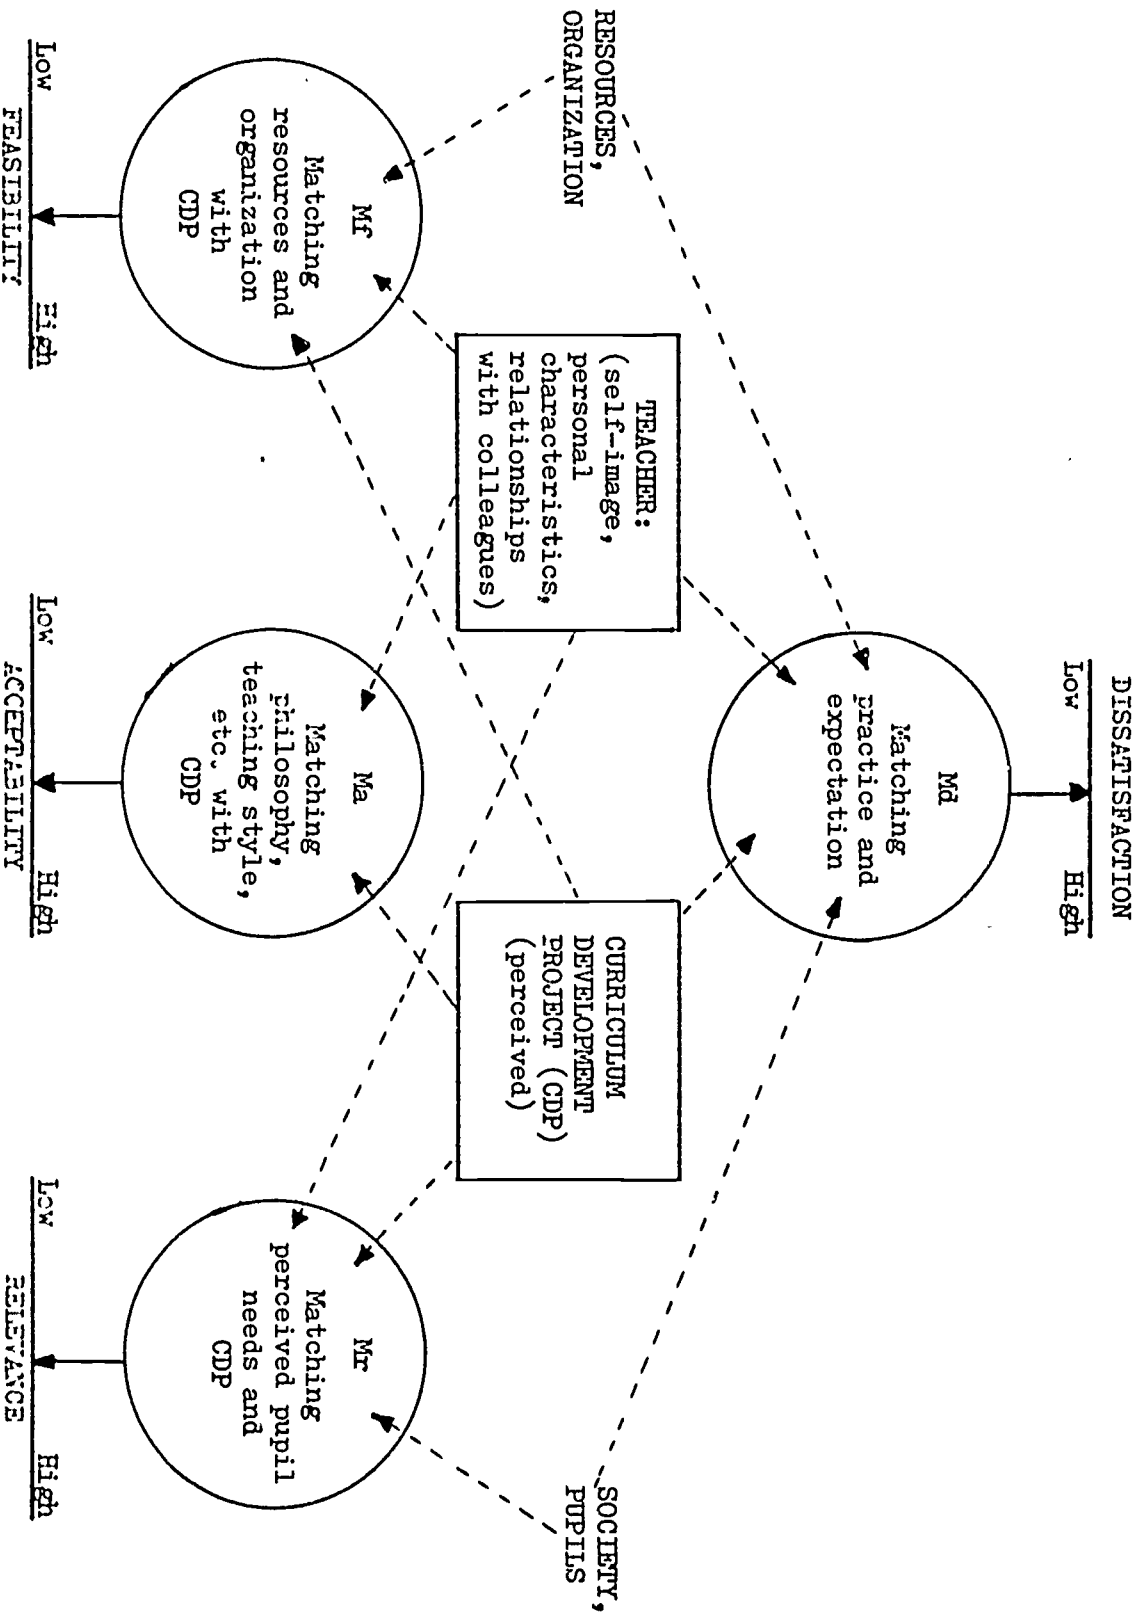 DISSATISFACTION
Low High
Md
Matching
practice and
expectation
RESOURCES,
ORGANIZATION
TEACHER:
(self-image,
personal
characteristics,
relationships
with colleagues)
CURRICULUM
DEVELOPMENT
PROJECT (CDP)
(perceived)
SOCIETY,
PUPILS
Mf
Matching
resources and
organization
with
CDP
Ma
Matching
philosophy,
teaching style,
etc. with
CDP
Mr
Matching
perceived pupil
needs and
CDP
Low High
FEASIBILITY
Low High
ACCEPTABILITY
Low High
RELEVANCE